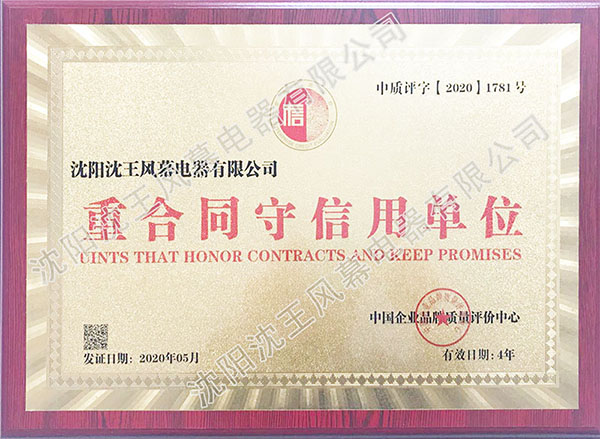 中质评字【2020】1781号
信
沈阳沈王风幕电器有限公司
重合同守信用单位
UINTS THAT HONOR CONTRACTS AND KEEP PROMISES
中国企业品牌质量评价中心
发证日期：2020年05月
有效日期：4年
沈阳沈王风幕电器有限公司
沈阳沈王风幕电器有限公司